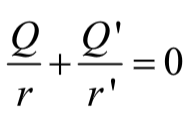 Q/r + Q'/r' = 0